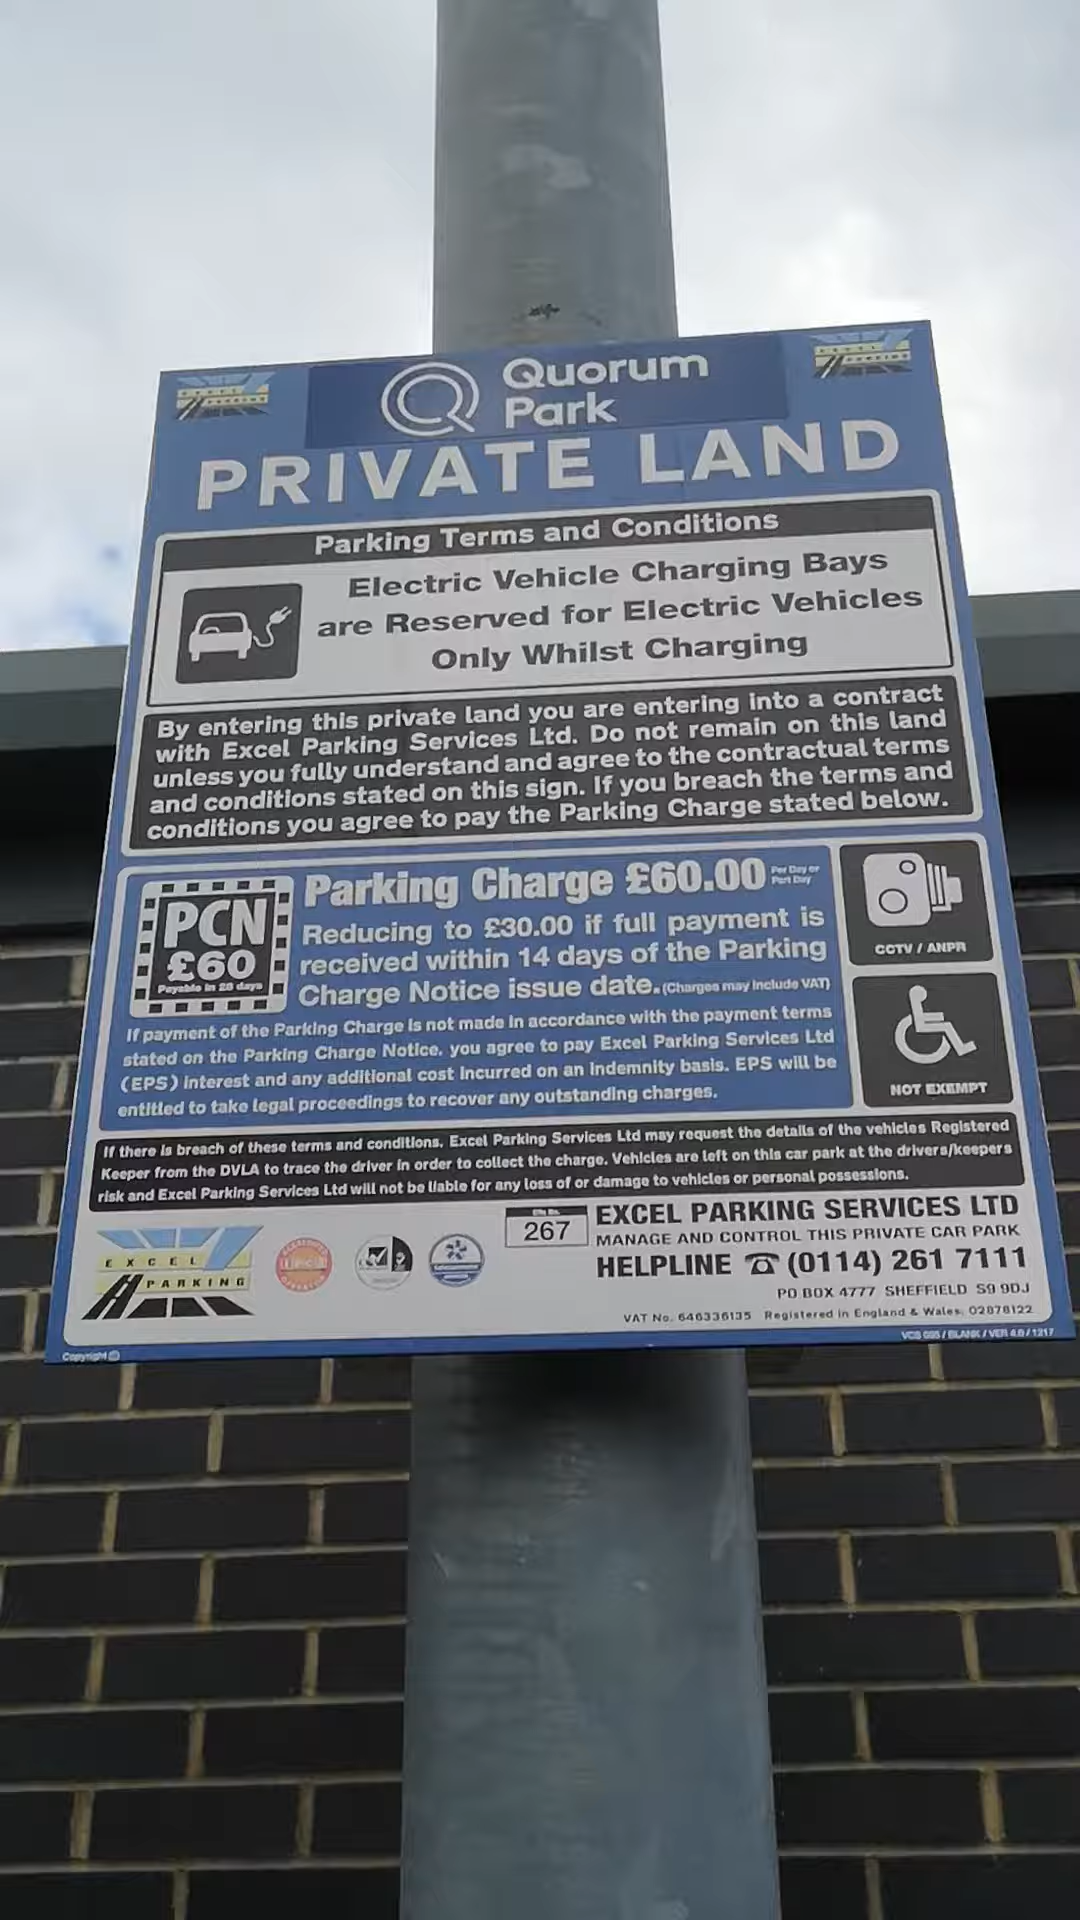 EXCEL
PARKING
Quorum
Park
EXCEL
PARKING
PRIVATE LAND
Parking Terms and Conditions
Electric Vehicle Charging Bays
are Reserved for Electric Vehicles
Only Whilst Charging
By entering this private land you are entering into a contract
with Excel Parking Services Ltd. Do not remain on this land
unless you fully understand and agree to the contractual terms
and conditions stated on this sign. If you breach the terms and
conditions you agree to pay the Parking Charge stated below.
PCN
£60
Payable in 28 days
Parking Charge £60.00 Per Day or
Part Day
Reducing to £30.00 if full payment is
received within 14 days of the Parking
Charge Notice issue date. (Charges may include VAT)
If payment of the Parking Charge is not made in accordance with the payment terms
stated on the Parking Charge Notice, you agree to pay Excel Parking Services Ltd
(EPS) interest and any additional cost incurred on an indemnity basis. EPS will be
entitled to take legal proceedings to recover any outstanding charges.
CCTV / ANPR
NOT EXEMPT
If there is breach of these terms and conditions, Excel Parking Services Ltd may request the details of the vehicles Registered
Keeper from the DVLA to trace the driver in order to collect the charge. Vehicles are left on this car park at the drivers/keepers
risk and Excel Parking Services Ltd will not be liable for any loss of or damage to vehicles or personal possessions.
EXCEL
PARKING
267
EXCEL PARKING SERVICES LTD
MANAGE AND CONTROL THIS PRIVATE CAR PARK
HELPLINE ☎ (0114) 261 7111
PO BOX 4777 SHEFFIELD S9 9DJ
VAT No. 646336135 Registered in England & Wales: 02878122
Copyright ©